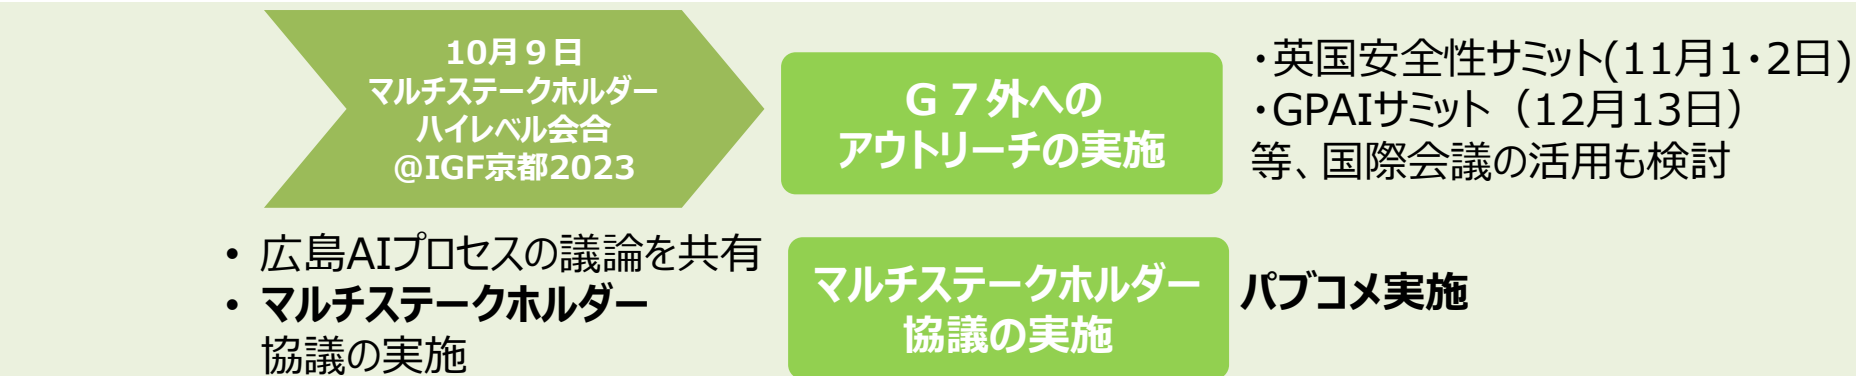 10月９日
マルチステークホルダー
ハイレベル会合
@IGF京都2023
Ｇ７外への
アウトリーチの実施
・英国安全性サミット(11月1・2日)
・GPAIサミット（12月13日）
等、国際会議の活用も検討
• 広島AIプロセスの議論を共有
• マルチステークホルダー
協議の実施
マルチステークホルダー
協議の実施
パブコメ実施